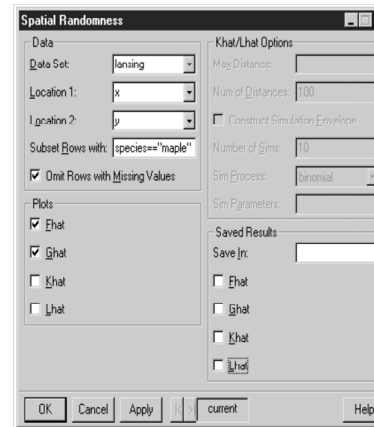 Spatial Randomness
Data
Data Set: lansing
Location 1: x
Location 2: y
Subset Rows with: species=="maple"
Omit Rows with Missing Values
Plots
Fhat
Ghat
Khat
Lhat
Khat/Lhat Options
Max Distance:
Num of Distances: 100
Construct Simulation Envelope
Number of Sims: 10
Sim Process: binomial
Sim Parameters:
Saved Results
Save In:
Fhat
Ghat
Khat
Lhat
OK Cancel Apply current Help